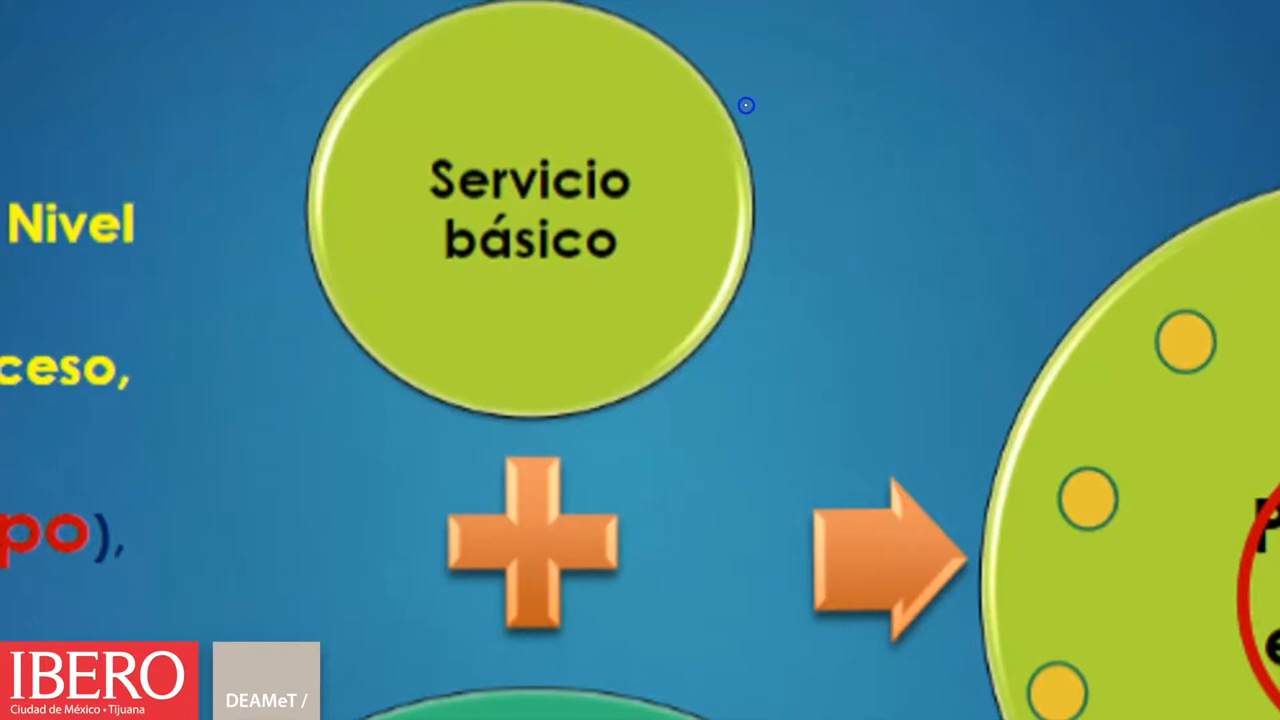 Servicio
básico
Nivel
ceso,
po),
IBERO
Ciudad de México • Tijuana
DEAMeT /